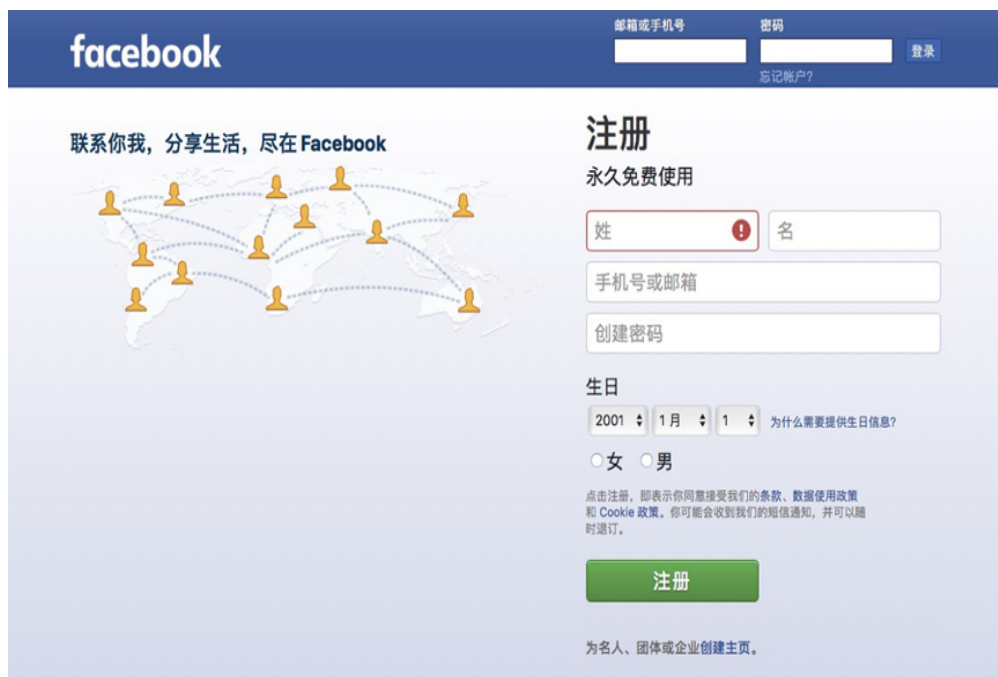 facebook
邮箱或手机号
密码
登录
忘记帐户?
联系你我，分享生活，尽在 Facebook
注册
永久免费使用
姓
名
手机号或邮箱
创建密码
生日
2001 1月 1 为什么需要提供生日信息?
女 男
点击注册，即表示你同意接受我们的条款、数据使用政策
和 Cookie 政策。你可能会收到我们的短信通知，并可以随
时退订。
注册
为名人、团体或企业创建主页。